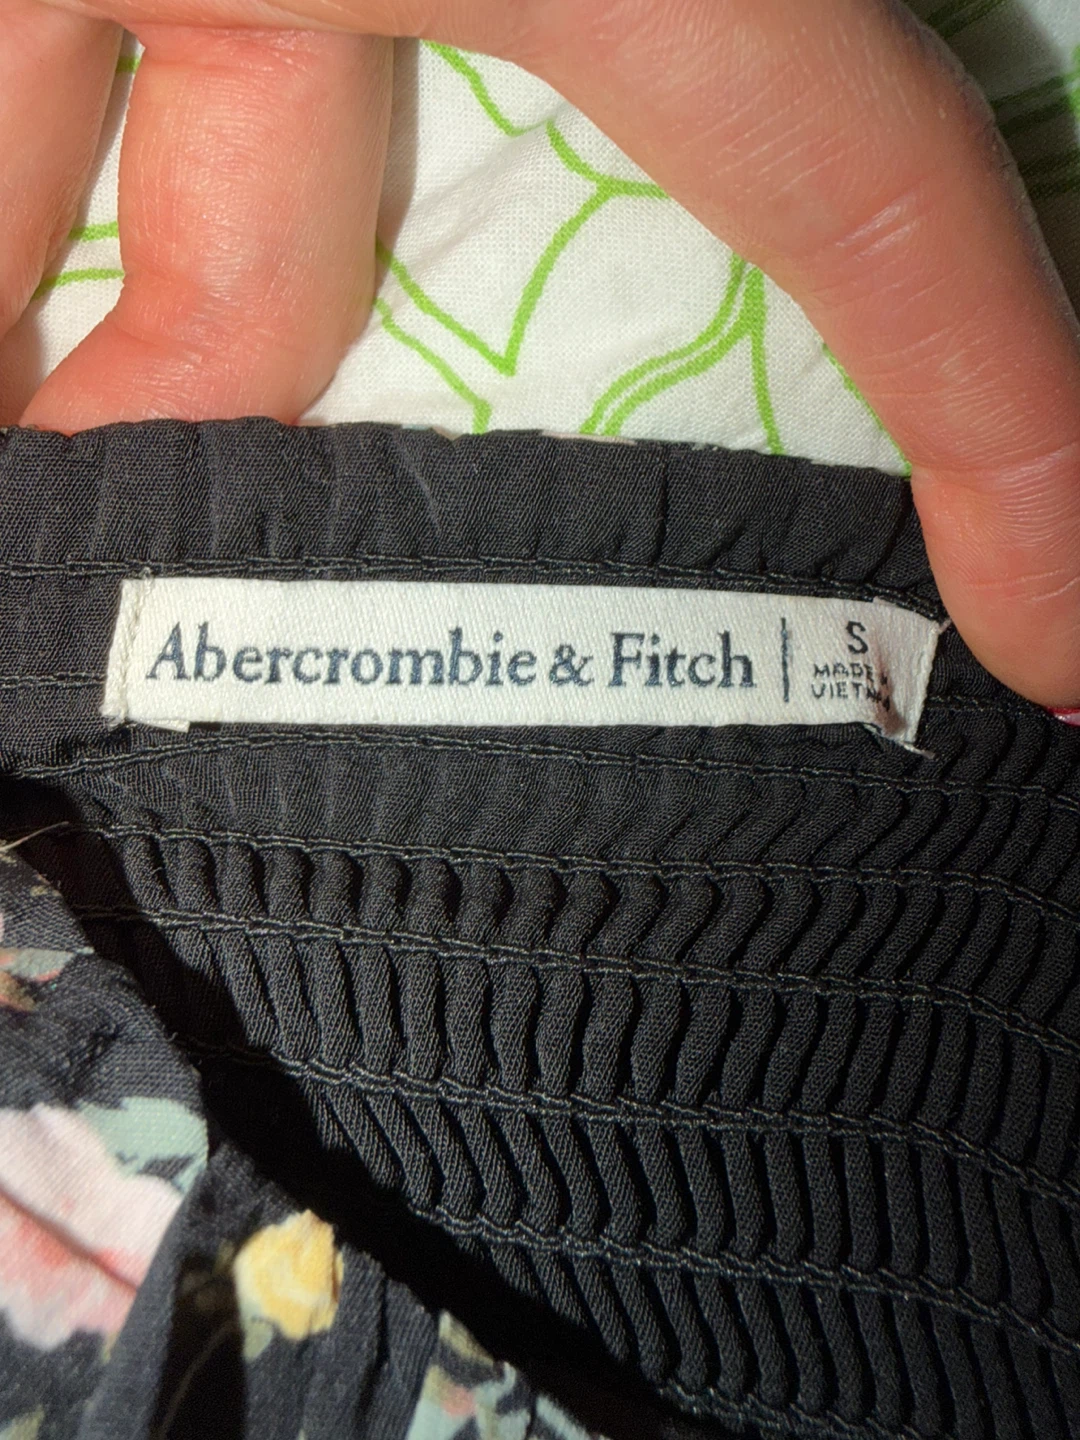 Abercrombie & Fitch | S
MADE IN
VIETNAM